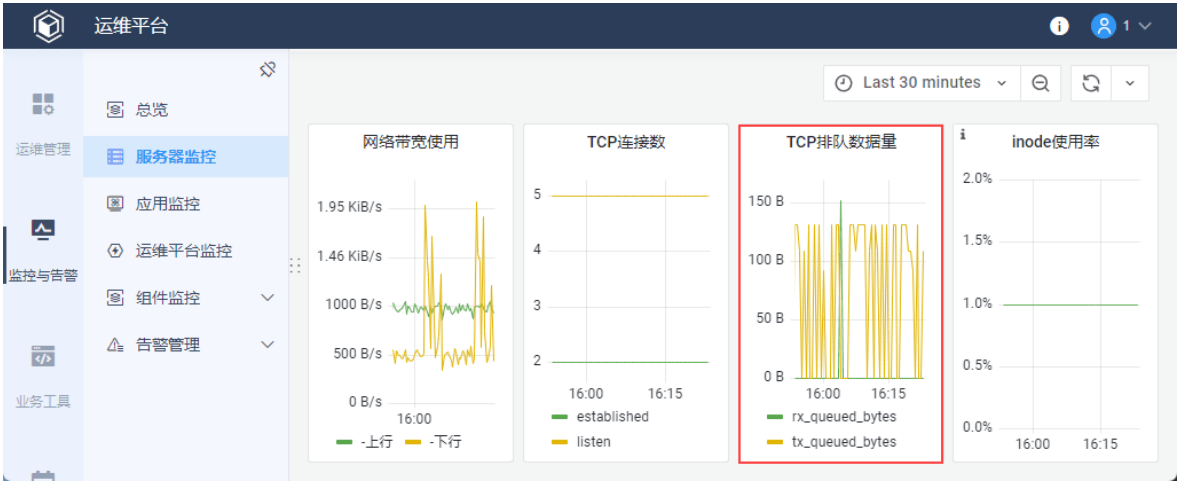 运维平台
1
运维管理
监控与告警
业务工具
总览
服务器监控
应用监控
运维平台监控
组件监控
告警管理
Last 30 minutes
网络带宽使用
1.95 KiB/s
1.46 KiB/s
1000 B/s
500 B/s
0 B/s
16:00
-上行 -下行
TCP连接数
5
4
3
2
16:00 16:15
established
listen
TCP排队数据量
150 B
100 B
50 B
0 B
16:00 16:15
rx_queued_bytes
tx_queued_bytes
i
inode使用率
2.0%
1.5%
1.0%
0.5%
0.0%
16:00 16:15